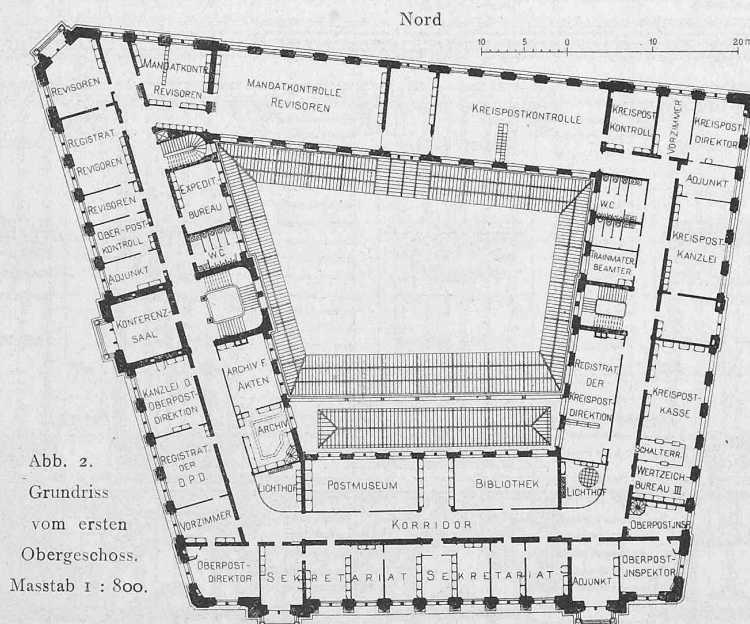 Nord
10 5 0 10 20 m
REVISOREN
MANDATKONTR.
REVISOREN
MANDATKONTROLLE
REVISOREN
KREISPOSTKONTROLLE
KREISPOST
KONTROLL
VORZIMMER
KREISPOST
DIREKTOR
REGISTRAT
REVISOREN
REVISOREN
OBER-POST-
KONTROLL
ADJUNKT
EXPEDIT
BUREAU
W.C.
W.C.
TRAINMATER.
BEAMTER
ADJUNKT
KREISPOST-
KANZLEI
KONFERENZ-
SAAL
KANZLEI D.
OBERPOST-
DIREKTION
REGISTRAT
DER
O.P.D.
VORZIMMER
ARCHIV F.
AKTEN
ARCHIV
LICHTHOF
POSTMUSEUM
BIBLIOTHEK
LICHTHOF
REGISTRAT
DER
KREISPOST-
DIREKTION
KREISPOST-
KASSE
SCHALTERR.
WERTZEICH-
BUREAU III
OBERPOSTJNSP.
KORRIDOR
OBERPOST-
DIREKTOR
SEKRETARIAT
SEKRETARIAT
ADJUNKT
OBERPOST-
JNSPEKTOR
Abb. 2.
Grundriss
vom ersten
Obergeschoss.
Masstab 1 : 800.